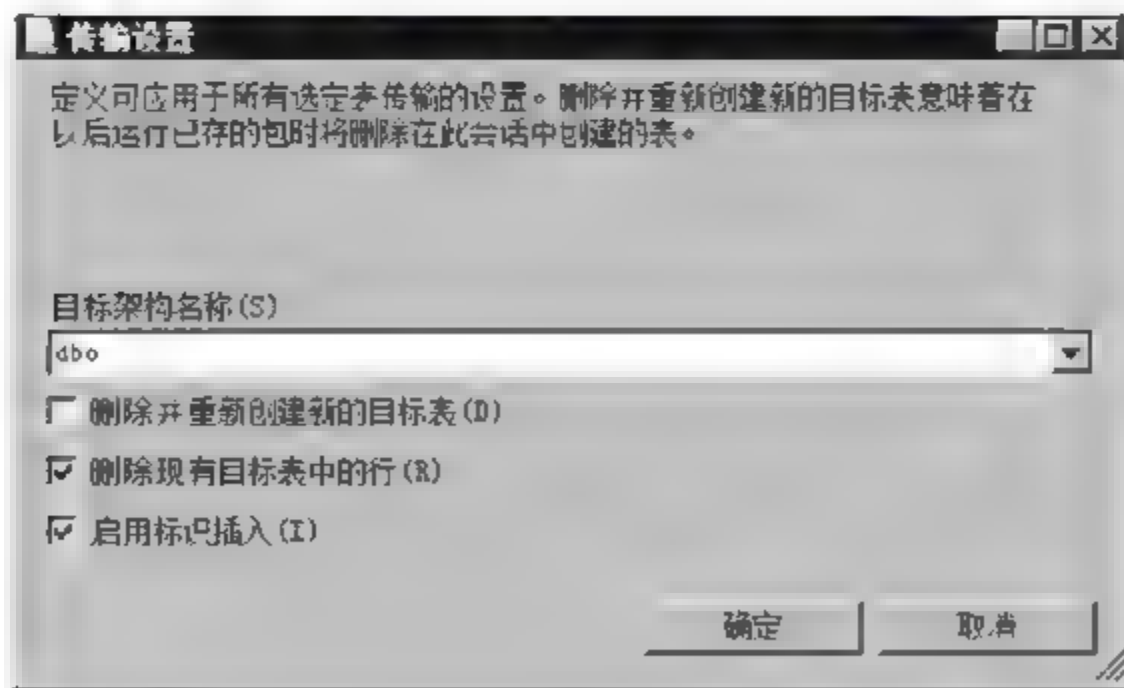 传输设置
定义可应用于所有选定表传输的设置。删除并重新创建新的目标表意味着在
以后运行已存的包时将删除在此会话中创建的表。
目标架构名称(S)
dbo
删除并重新创建新的目标表(D)
删除现有目标表中的行(R)
启用标识插入(I)
确定
取消